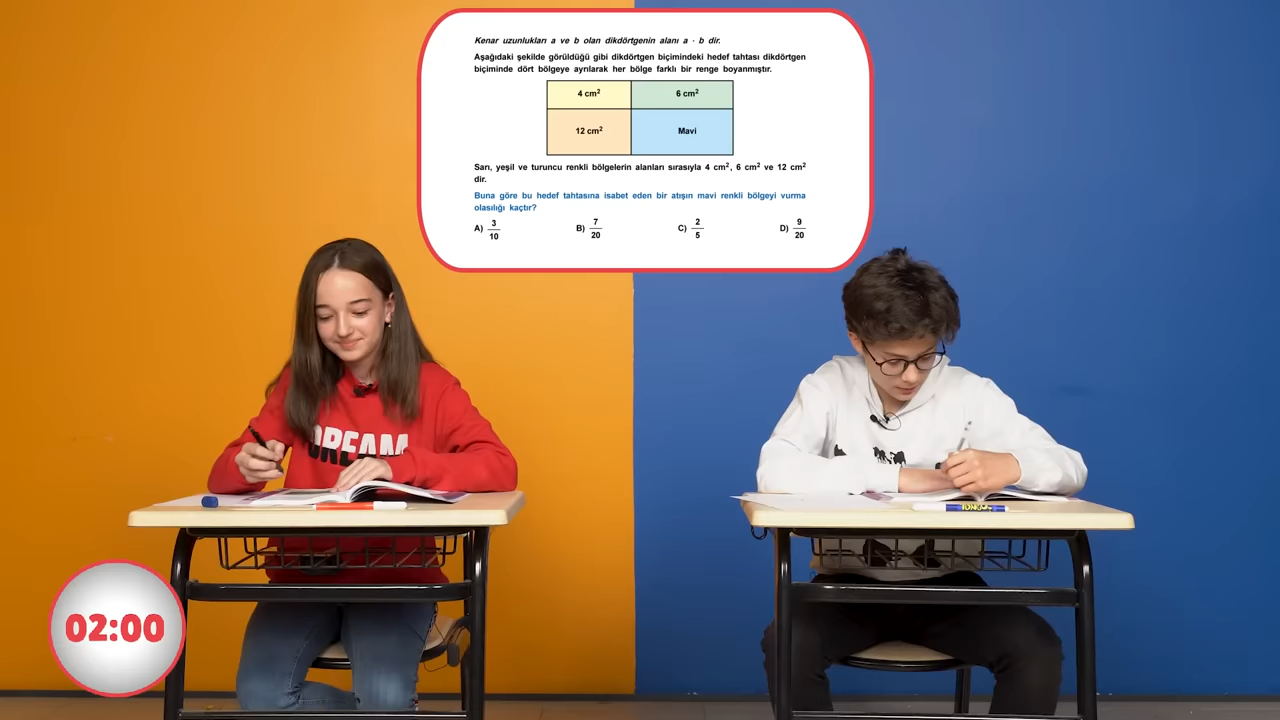 Kenar uzunlukları a ve b olan dikdörtgenin alanı a · b dir.
Aşağıdaki şekilde görüldüğü gibi dikdörtgen biçimindeki hedef tahtası dikdörtgen
biçiminde dört bölgeye ayrılarak her bölge farklı bir renge boyanmıştır.
4 cm² 6 cm²
12 cm² Mavi
Sarı, yeşil ve turuncu renkli bölgelerin alanları sırasıyla 4 cm², 6 cm² ve 12 cm²
dir.
Buna göre bu hedef tahtasına isabet eden bir atışın mavi renkli bölgeyi vurma
olasılığı kaçtır?
A) 3/10 B) 7/20 C) 2/5 D) 9/20
DREAM
02:00